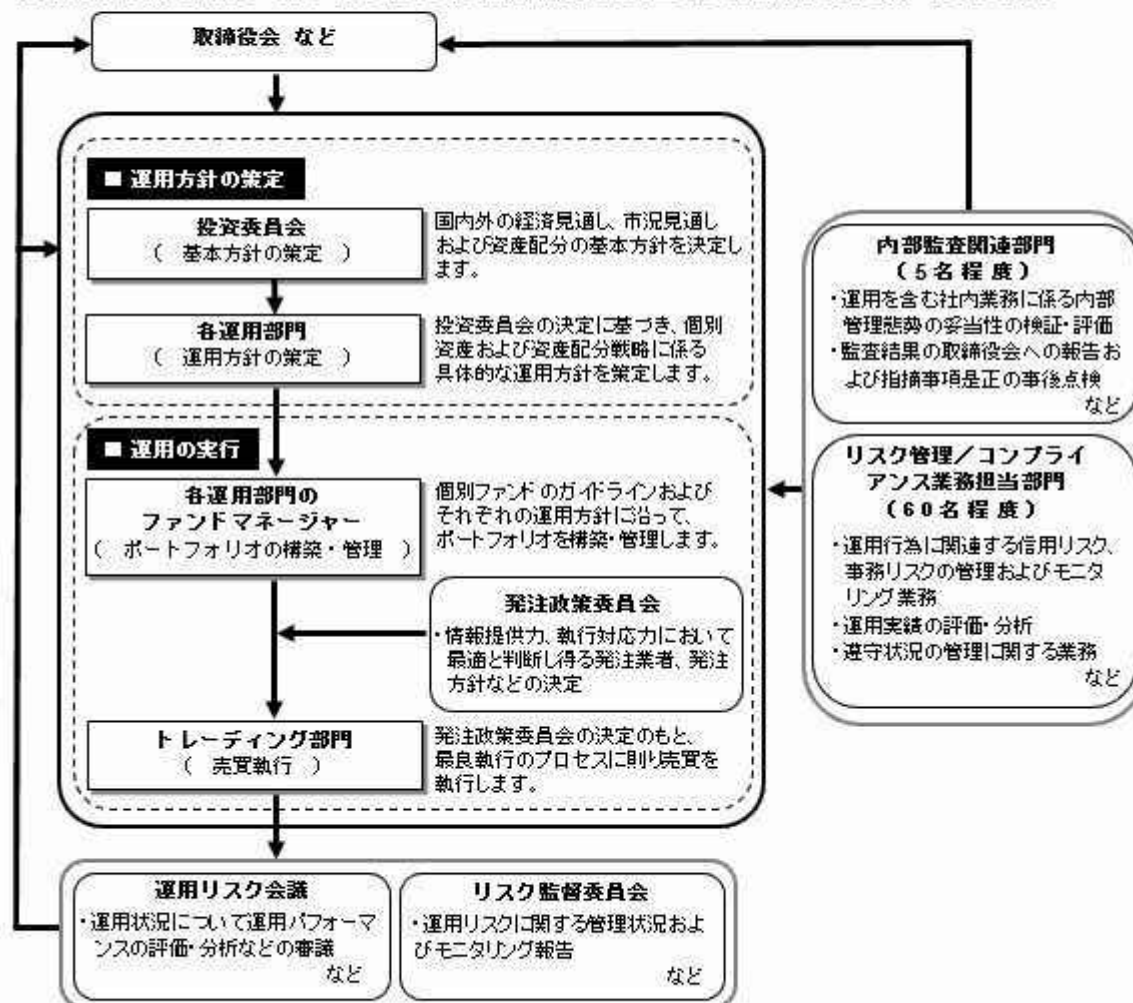 取締役会 など
■ 運用方針の策定
投資委員会
( 基本方針の策定 )
国内外の経済見通し、市況見通し
および資産配分の基本方針を決定し
ます。
各運用部門
( 運用方針の策定 )
投資委員会の決定に基づき、個別
資産および資産配分戦略に係る
具体的な運用方針を策定します。
■ 運用の実行
各運用部門の
ファンドマネージャー
( ポートフォリオの構築・管理 )
個別ファンドのガイドラインおよび
それぞれの運用方針に沿って、
ポートフォリオを構築・管理します。
発注政策委員会
・情報提供力、執行対応力において
最適と判断し得る発注業者、発注
方針などの決定
トレーディング部門
( 売買執行 )
発注政策委員会の決定のもと、
最良執行のプロセスに則り売買を
執行します。
内部監査関連部門
(5名程度)
・運用を含む社内業務に係る内部
管理態勢の妥当性の検証・評価
・監査結果の取締役会への報告お
よび指摘事項是正の事後点検
など
リスク管理／コンプライ
アンス業務担当部門
(60名程度)
・運用行為に関連する信用リスク、
事務リスクの管理およびモニタ
リング業務
・運用実績の評価・分析
・遵守状況の管理に関する業務
など
運用リスク会議
・運用状況について運用パフォーマ
ンスの評価・分析などの審議
など
リスク監督委員会
・運用リスクに関する管理状況およ
びモニタリング報告
など